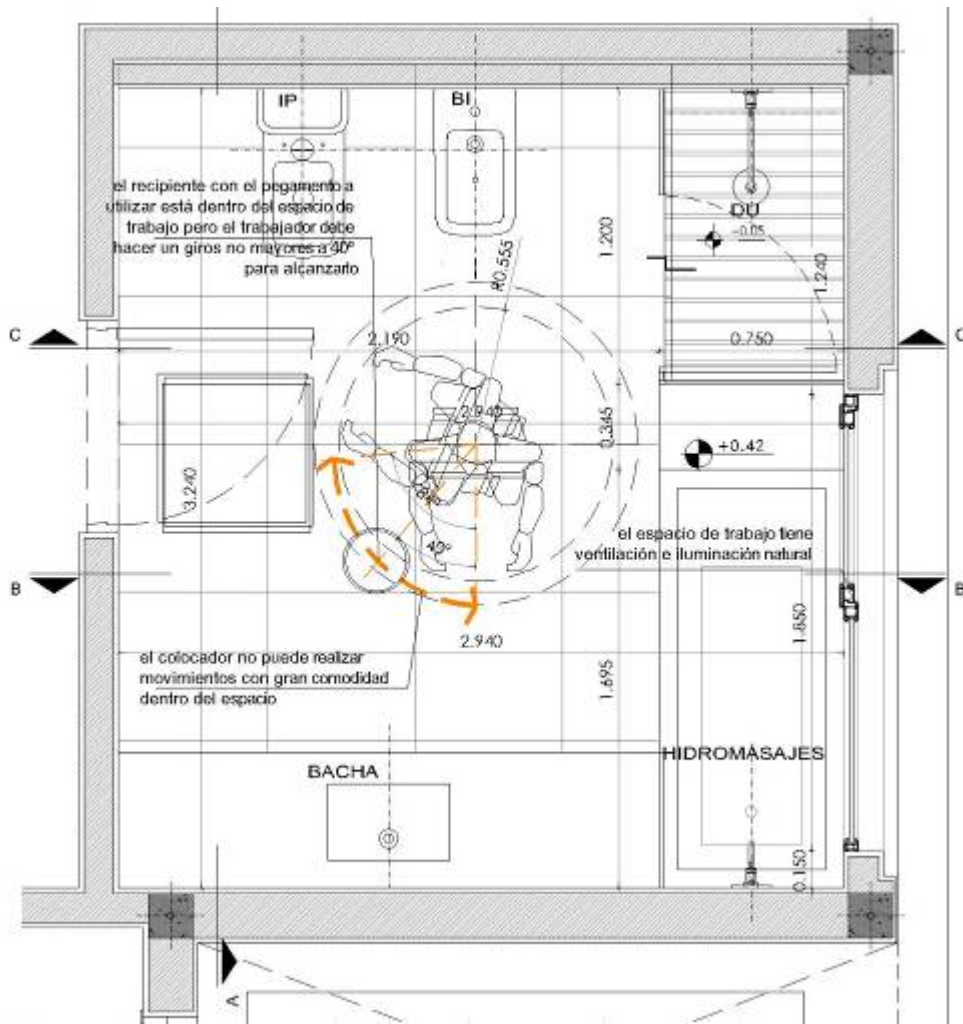 IP
BI
el recipiente con el pegamento a
utilizar está dentro del espacio de
trabajo pero el trabajador debe
hacer un giros no mayores a 40º
para alcanzarlo
DU
-0.05
R0.555
1.200
1.240
C
2.190
0.750
C
2.940
0.345
+0.42
3.240
40º
el espacio de trabajo tiene
ventilación e iluminación natural
B
B
2.940
1.850
el colocador no puede realizar
movimientos con gran comodidad
dentro del espacio
1.695
HIDROMASAJES
BACHA
0.150
A